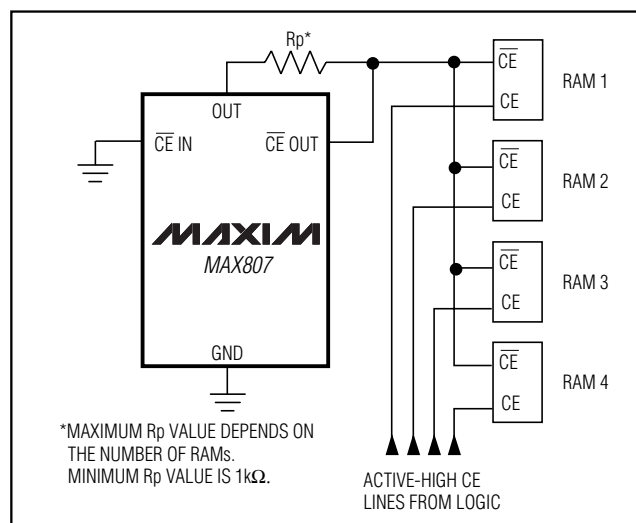 Rp*
OUT
CE IN
CE OUT
MAXIM
MAX807
GND
CE
CE
RAM 1
CE
CE
RAM 2
CE
CE
RAM 3
CE
CE
RAM 4
*MAXIMUM Rp VALUE DEPENDS ON
THE NUMBER OF RAMs.
MINIMUM Rp VALUE IS 1kΩ.
ACTIVE-HIGH CE
LINES FROM LOGIC